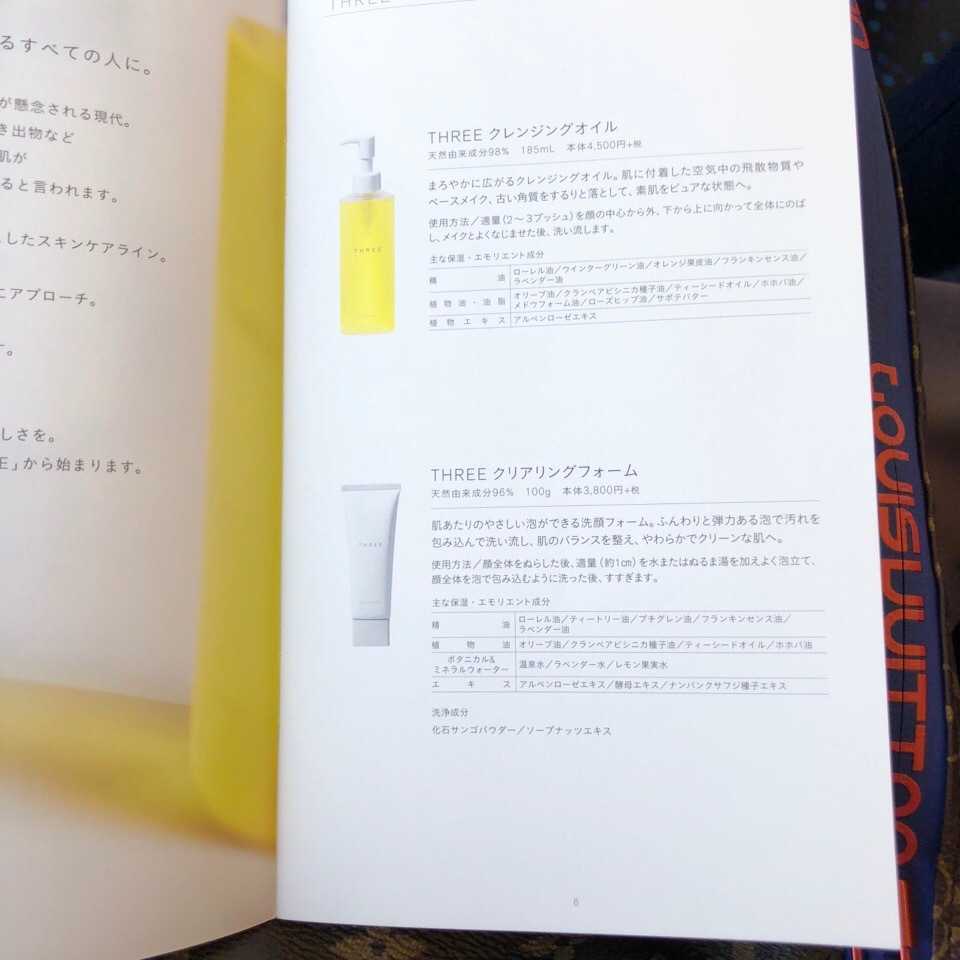 るすべての人に。
が懸念される現代。
き出物など
肌が
ると言われます。
したスキンケアライン。
にアプローチ。
す。
しさを。
E」から始まります。
THREE
THREE クレンジングオイル
天然由来成分98% 185mL 本体4,500円+税
まろやかに広がるクレンジングオイル。肌に付着した空気中の飛散物質や
ベースメイク、古い角質をするりと落として、素肌をピュアな状態へ。
使用方法/適量(2〜3プッシュ)を顔の中心から外、下から上に向かって全体にのば
し、メイクとよくなじませた後、洗い流します。
主な保湿・エモリエント成分
精油 ローレル油/ウインターグリーン油/オレンジ果皮油/フランキンセンス油/
ラベンダー油
植物油・油脂 オリーブ油/クランベアビシニカ種子油/ティーシードオイル/ホホバ油/
メドウフォーム油/ローズヒップ油/サボテバター
植物エキス アルペンローゼエキス
THREE
THREE クリアリングフォーム
天然由来成分96% 100g 本体3,800円+税
肌あたりのやさしい泡ができる洗顔フォーム。ふんわりと弾力ある泡で汚れを
包み込んで洗い流し、肌のバランスを整え、やわらかでクリーンな肌へ。
使用方法/顔全体をぬらした後、適量(約1cm)を水またはぬるま湯を加えよく泡立て、
顔全体を泡で包み込むように洗った後、すすぎます。
主な保湿・エモリエント成分
精油 ローレル油/ティートリー油/プチグレン油/フランキンセンス油/
ラベンダー油
植物油 オリーブ油/クランベアビシニカ種子油/ティーシードオイル/ホホバ油
ボタニカル&
ミネラルウォーター 温泉水/ラベンダー水/レモン果実水
エキス アルペンローゼエキス/酵母エキス/ナンバンクサフジ種子エキス
洗浄成分
化石サンゴパウダー/ソープナッツエキス
THREE
6
LOUISVUITTON